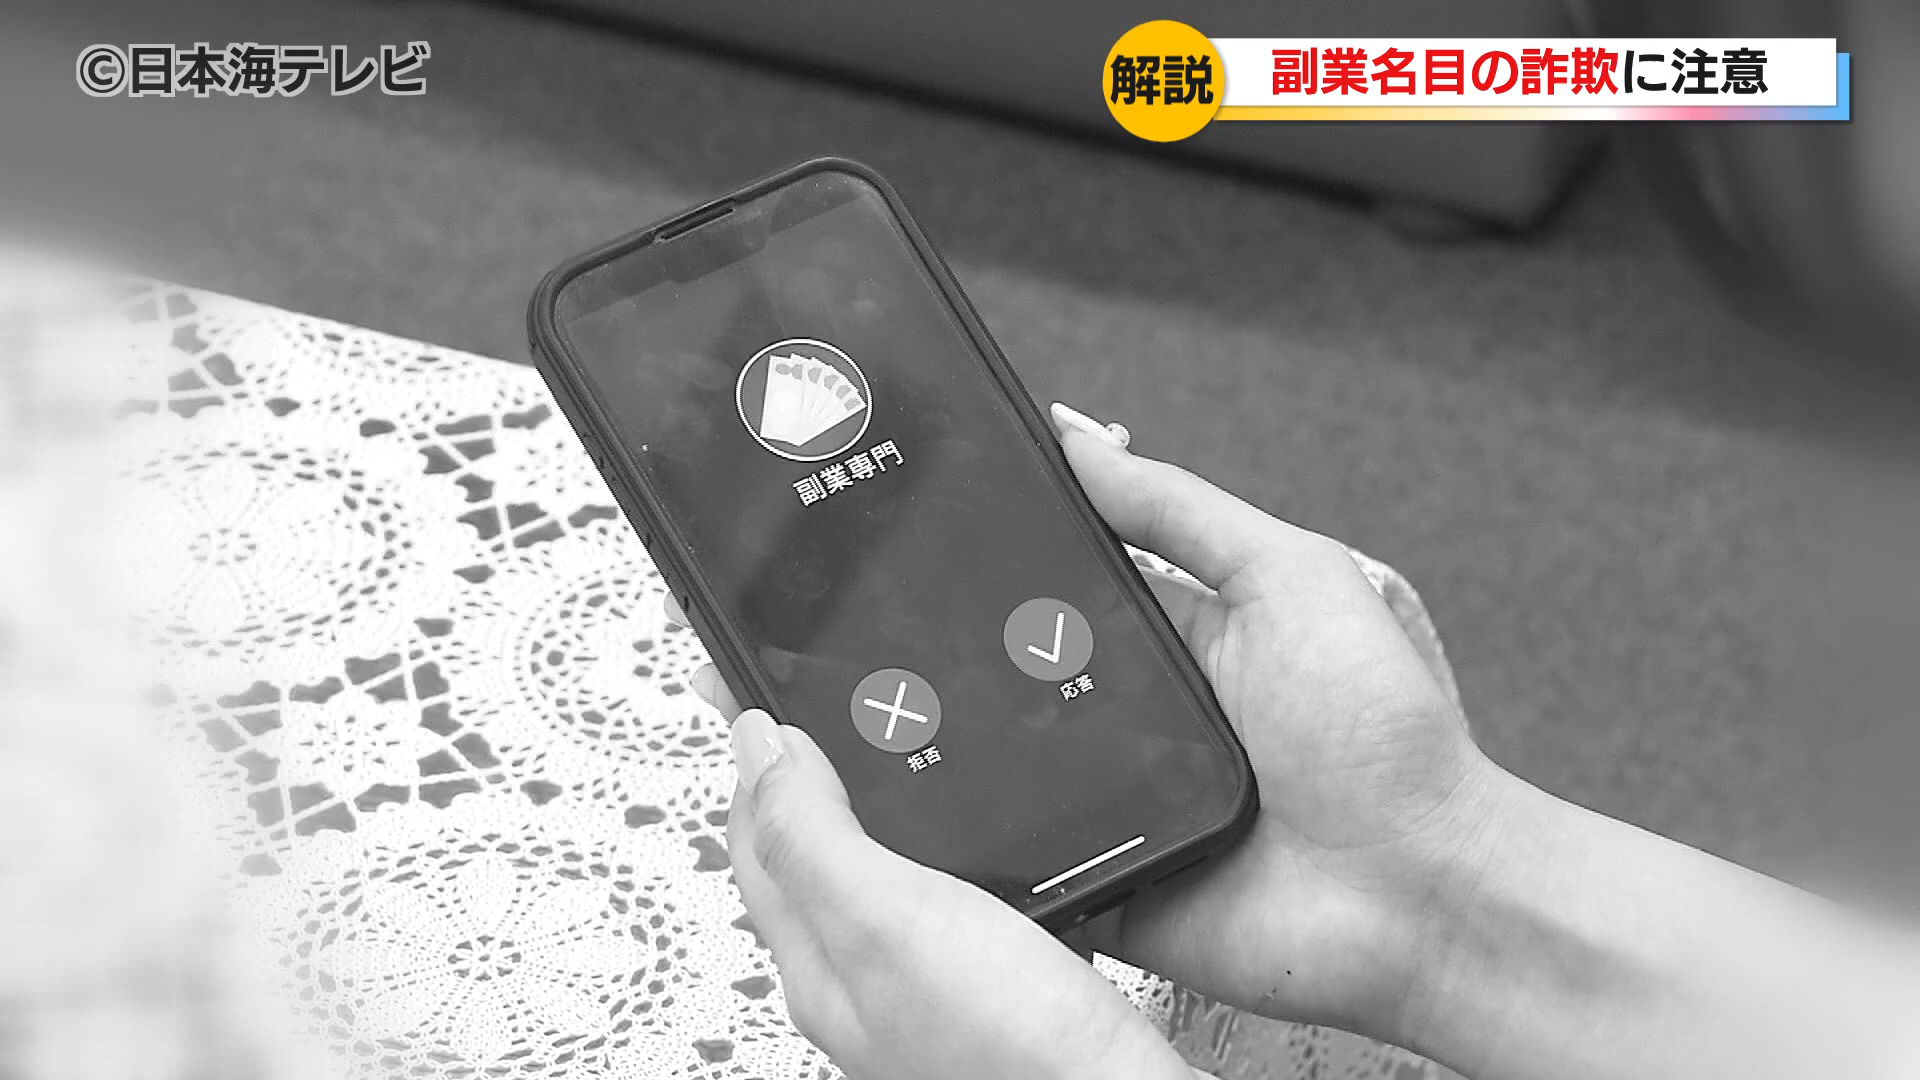 ©日本海テレビ
解説
副業名目の詐欺に注意
副業専門
応答
拒否